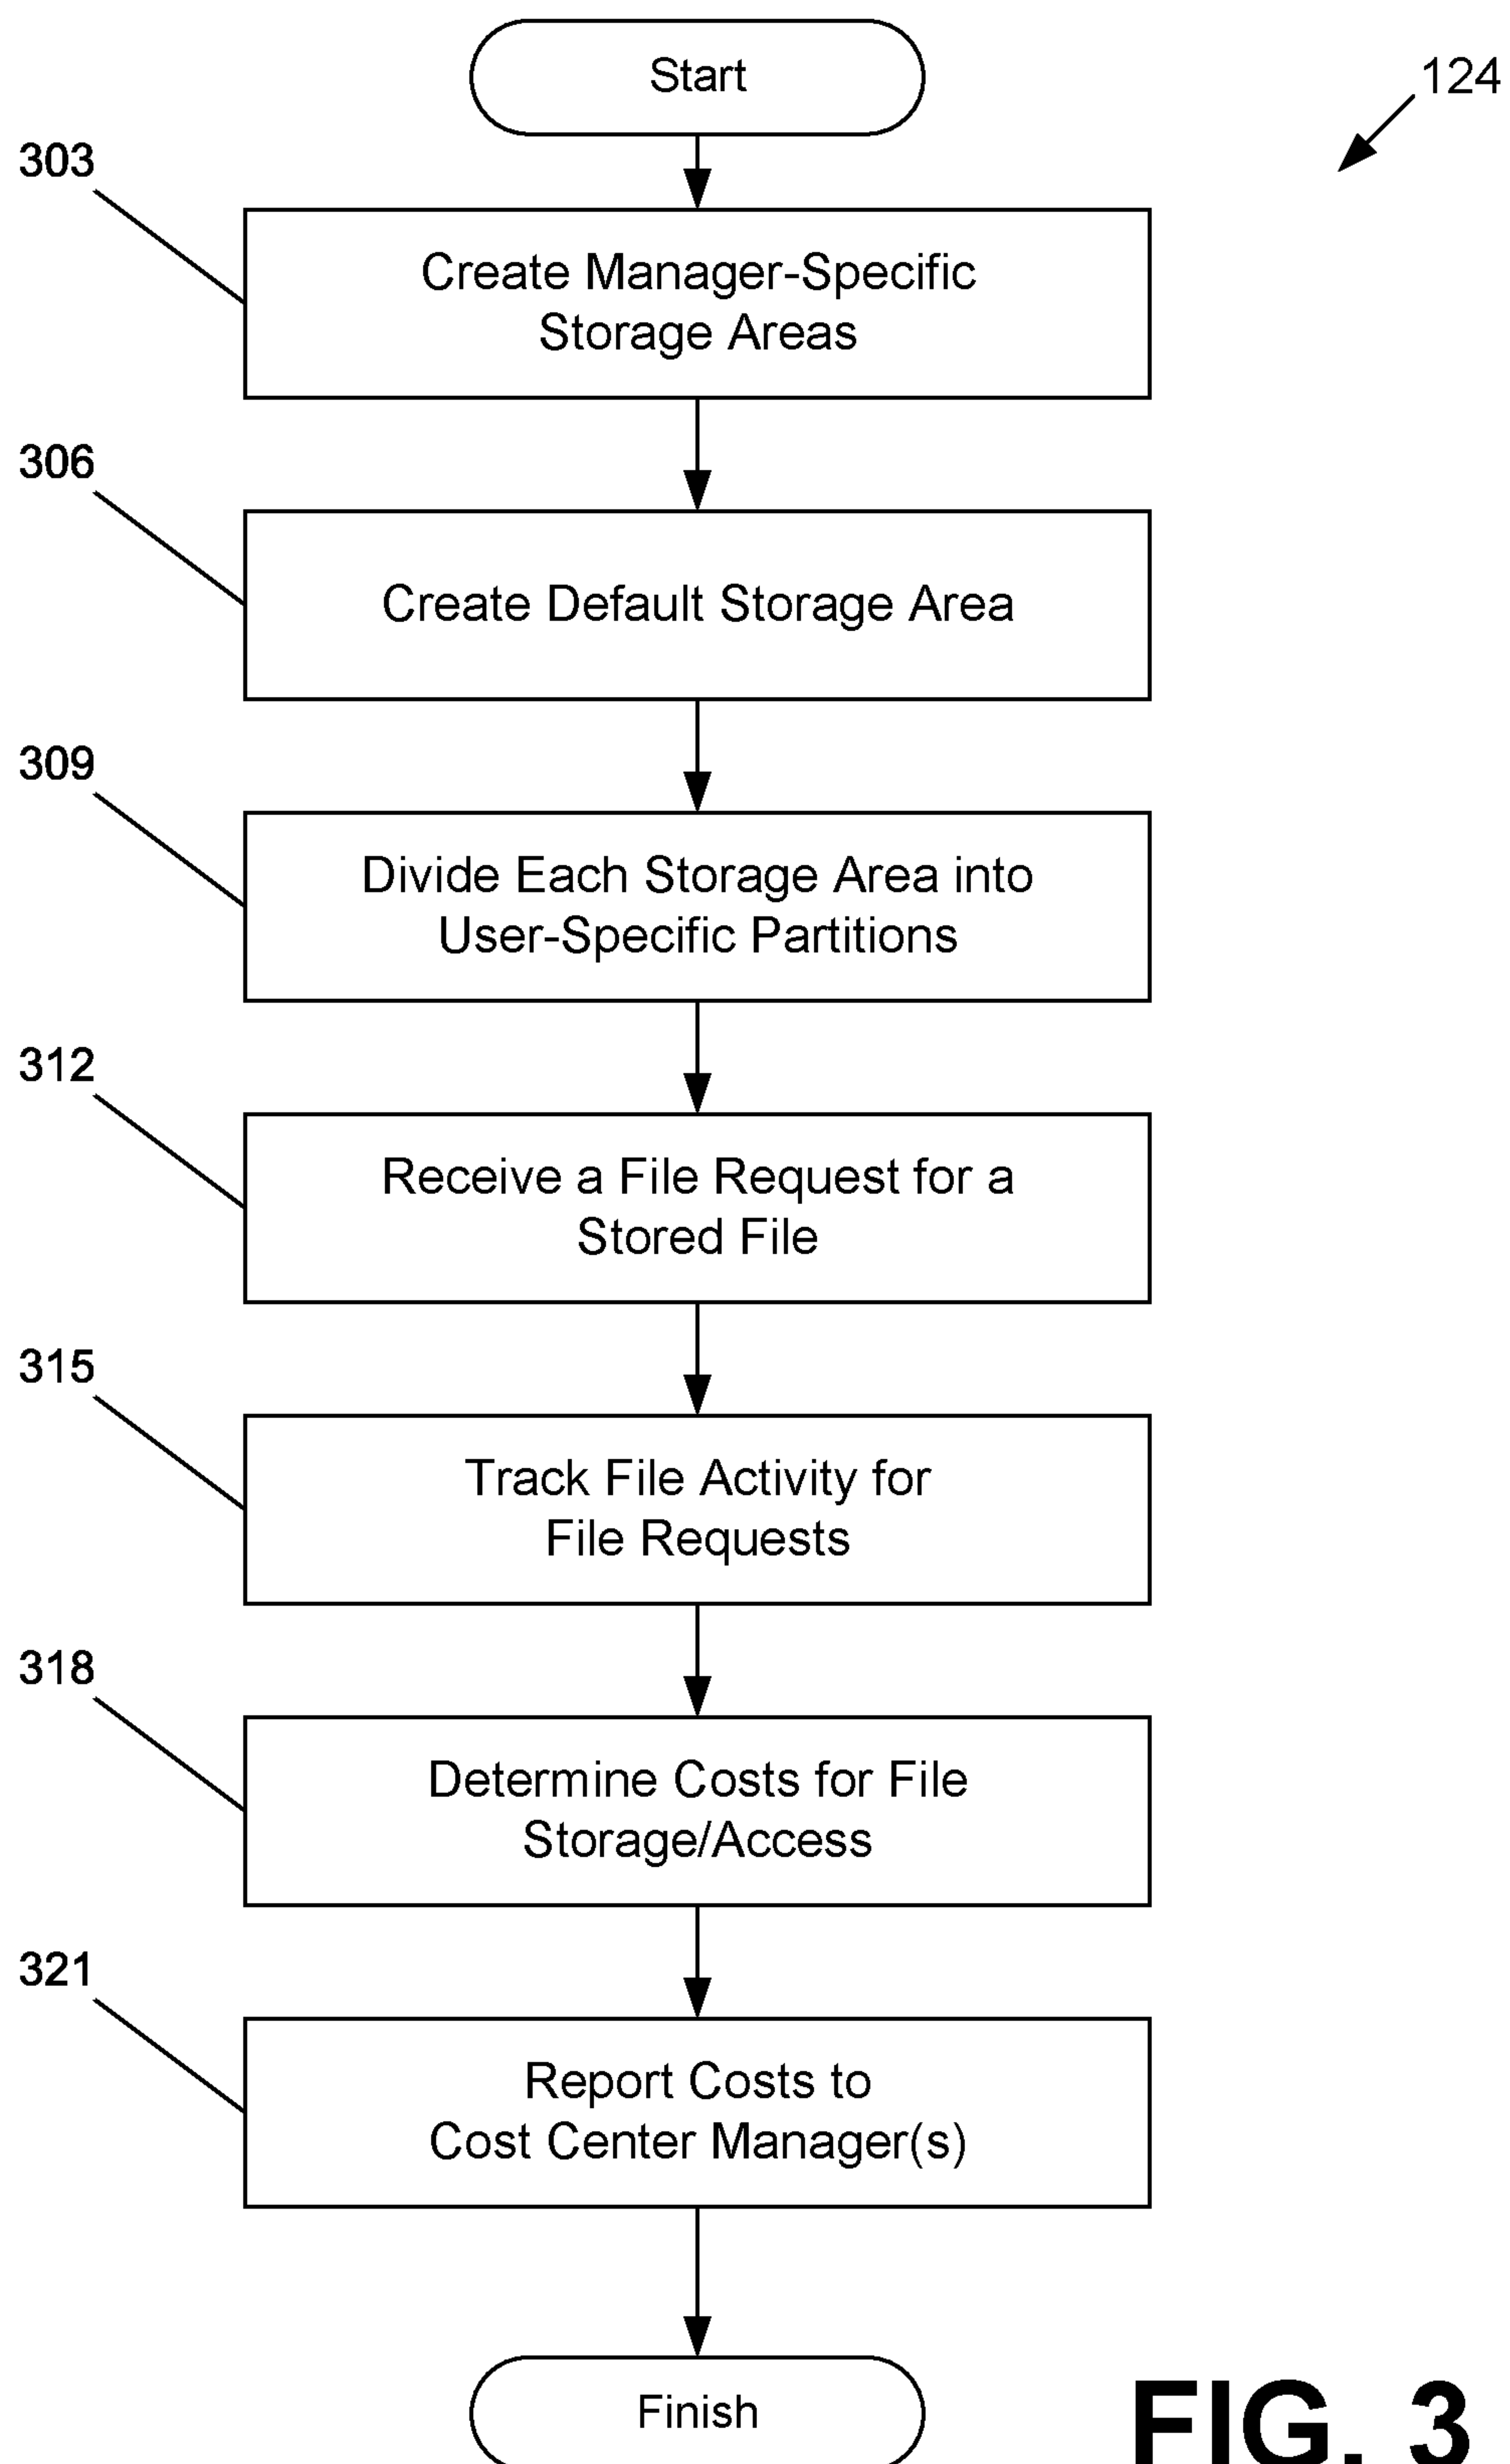 Start
124
303
Create Manager-Specific
Storage Areas
306
Create Default Storage Area
309
Divide Each Storage Area into
User-Specific Partitions
312
Receive a File Request for a
Stored File
315
Track File Activity for
File Requests
318
Determine Costs for File
Storage/Access
321
Report Costs to
Cost Center Manager(s)
Finish
FIG. 3